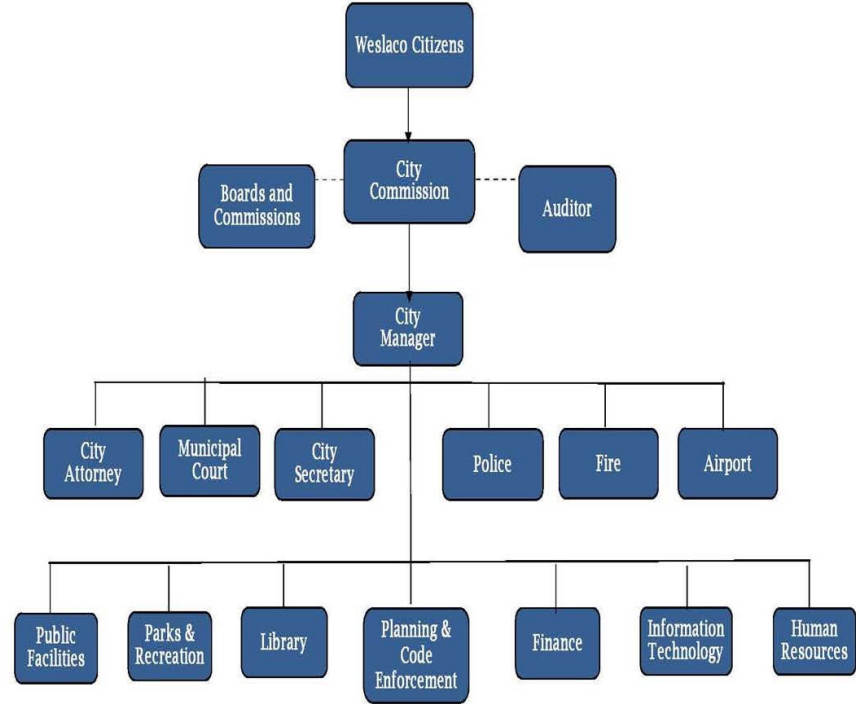 Weslaco Citizens
City
Commission
Boards and
Commissions
Auditor
City
Manager
City
Attorney
Municipal
Court
City
Secretary
Police
Fire
Airport
Public
Facilities
Parks &
Recreation
Library
Planning &
Code
Enforcement
Finance
Information
Technology
Human
Resources